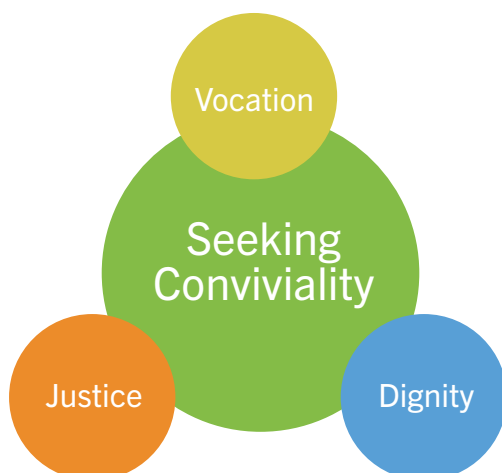 Vocation
Seeking
Conviviality
Justice
Dignity